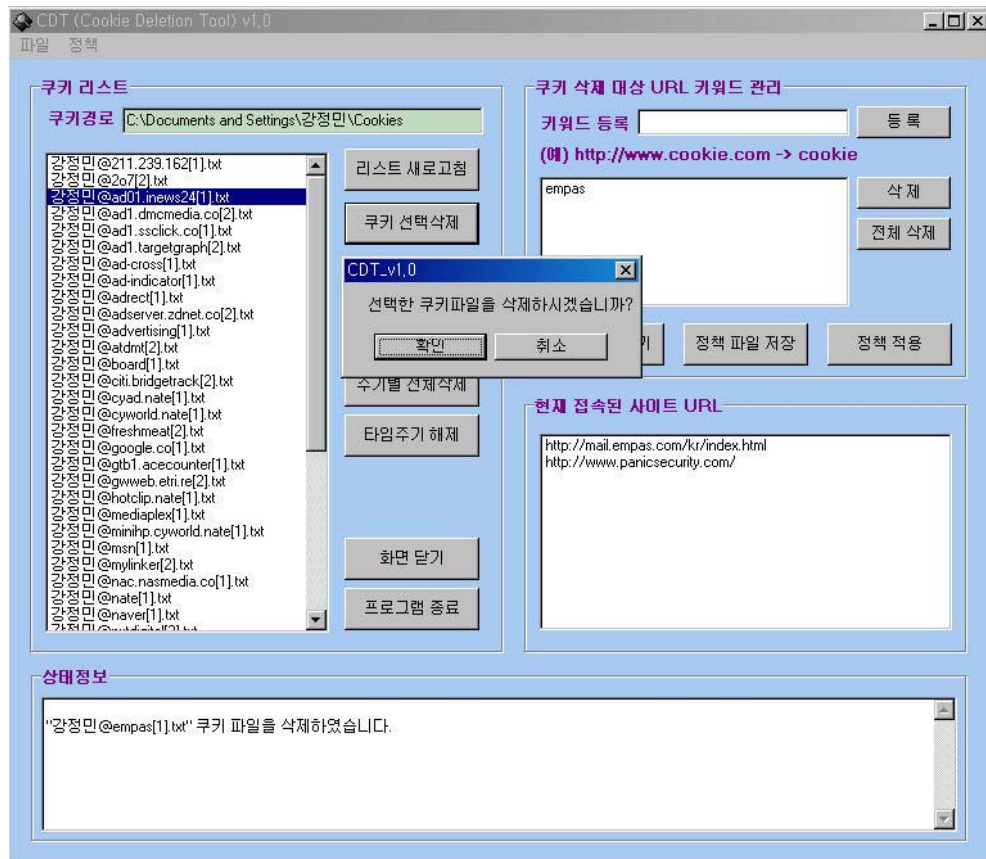 CDT (Cookie Deletion Tool) v1.0
파일 정책
쿠키 리스트
쿠키경로 C:\Documents and Settings\강정민\Cookies
강정민@211.239.162[1].txt
강정민@2o7[2].txt
강정민@ad01.inews24[1].txt
강정민@ad1.dmcmedia.co[2].txt
강정민@ad1.ssclick.co[1].txt
강정민@ad1.targetgraph[2].txt
강정민@ad-cross[1].txt
강정민@ad-indicator[1].txt
강정민@adrect[1].txt
강정민@adserver.zdnet.co[2].txt
강정민@advertising[1].txt
강정민@atdmt[2].txt
강정민@board[1].txt
강정민@citi.bridgetrack[2].txt
강정민@cyad.nate[1].txt
강정민@cyworld.nate[1].txt
강정민@freshmeat[2].txt
강정민@google.co[1].txt
강정민@gtb1.acecounter[1].txt
강정민@gwweb.etri.re[2].txt
강정민@hotclip.nate[1].txt
강정민@mediaplex[1].txt
강정민@minihp.cyworld.nate[1].txt
강정민@msn[1].txt
강정민@mylinker[2].txt
강정민@nac.nasmedia.co[1].txt
강정민@nate[1].txt
강정민@naver[1].txt
리스트 새로고침
쿠키 선택삭제
주기별 전체삭제
타임주기 해제
화면 닫기
프로그램 종료
CDT_v1.0
선택한 쿠키파일을 삭제하시겠습니까?
확인 취소
쿠키 삭제 대상 URL 키워드 관리
키워드 등록 등 록
(예) http://www.cookie.com -> cookie
empas
삭 제
전체 삭제
정책 파일 저장 정책 적용
현재 접속된 사이트 URL
http://mail.empas.com/kr/index.html
http://www.panicsecurity.com/
상태정보
"강정민@empas[1].txt" 쿠키 파일을 삭제하였습니다.